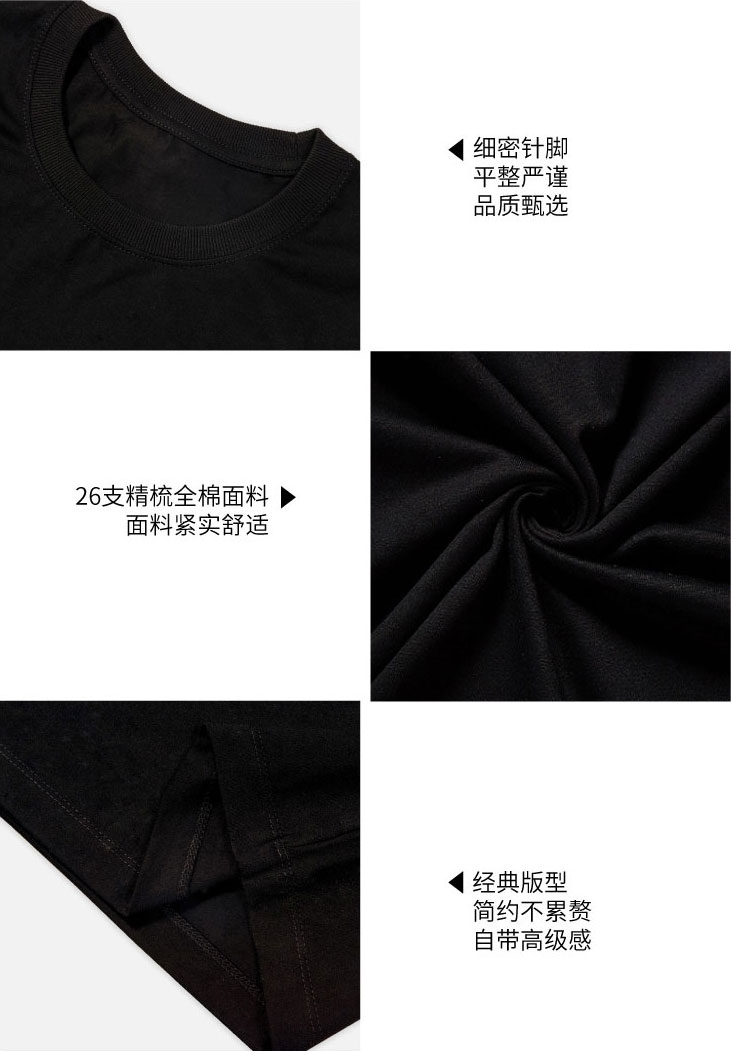 细密针脚
平整严谨
品质甄选
26支精梳全棉面料
面料紧实舒适
经典版型
简约不累赘
自带高级感